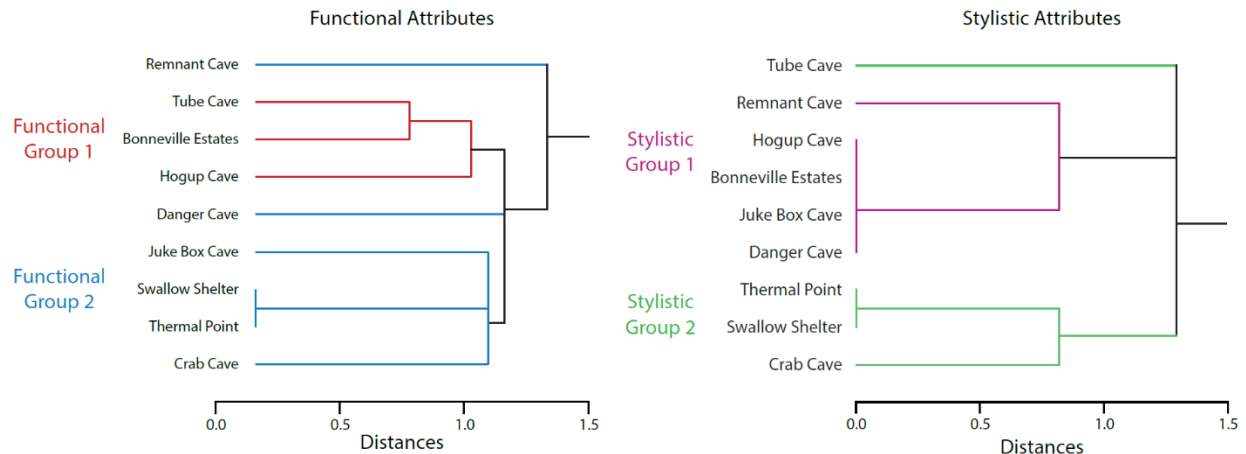 Functional Attributes
Remnant Cave
Tube Cave
Functional
Group 1
Bonneville Estates
Hogup Cave
Danger Cave
Juke Box Cave
Functional
Group 2
Swallow Shelter
Thermal Point
Crab Cave
0.0 0.5 1.0 1.5
Distances
Stylistic Attributes
Tube Cave
Remnant Cave
Hogup Cave
Stylistic
Group 1
Bonneville Estates
Juke Box Cave
Danger Cave
Thermal Point
Stylistic
Group 2
Swallow Shelter
Crab Cave
0.0 0.5 1.0 1.5
Distances